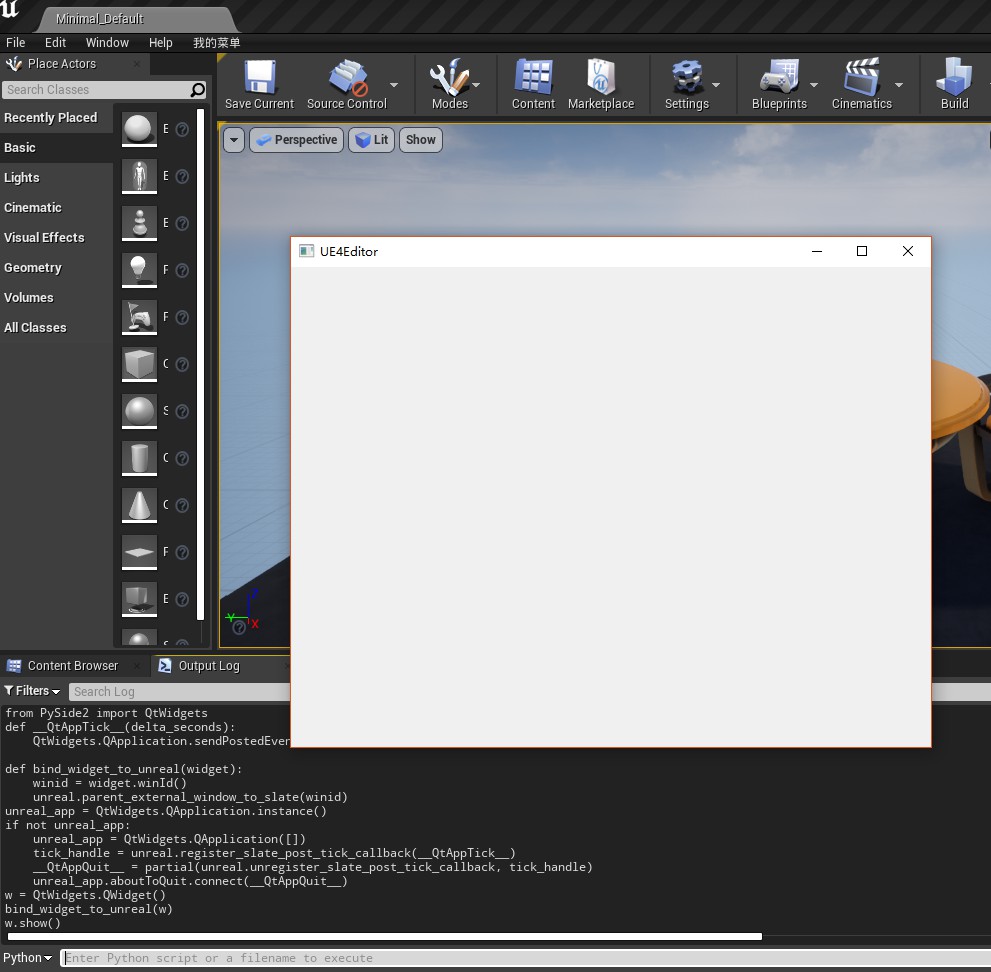 Minimal_Default
File Edit Window Help 我的菜单
Place Actors
Search Classes
Recently Placed
Basic
Lights
Cinematic
Visual Effects
Geometry
Volumes
All Classes
E
E
E
P
P
C
S
C
C
P
E
Save Current Source Control Modes Content Marketplace Settings Blueprints Cinematics Build
Perspective Lit Show
UE4Editor
Z
Y
X
Content Browser Output Log
Filters Search Log
from PySide2 import QtWidgets
def __QtAppTick__(delta_seconds):
    QtWidgets.QApplication.sendPostedEver
def bind_widget_to_unreal(widget):
    winid = widget.winId()
    unreal.parent_external_window_to_slate(winid)
unreal_app = QtWidgets.QApplication.instance()
if not unreal_app:
    unreal_app = QtWidgets.QApplication([])
    tick_handle = unreal.register_slate_post_tick_callback(__QtAppTick__)
    __QtAppQuit__ = partial(unreal.unregister_slate_post_tick_callback, tick_handle)
    unreal_app.aboutToQuit.connect(__QtAppQuit__)
w = QtWidgets.QWidget()
bind_widget_to_unreal(w)
w.show()
Python Enter Python script or a filename to execute